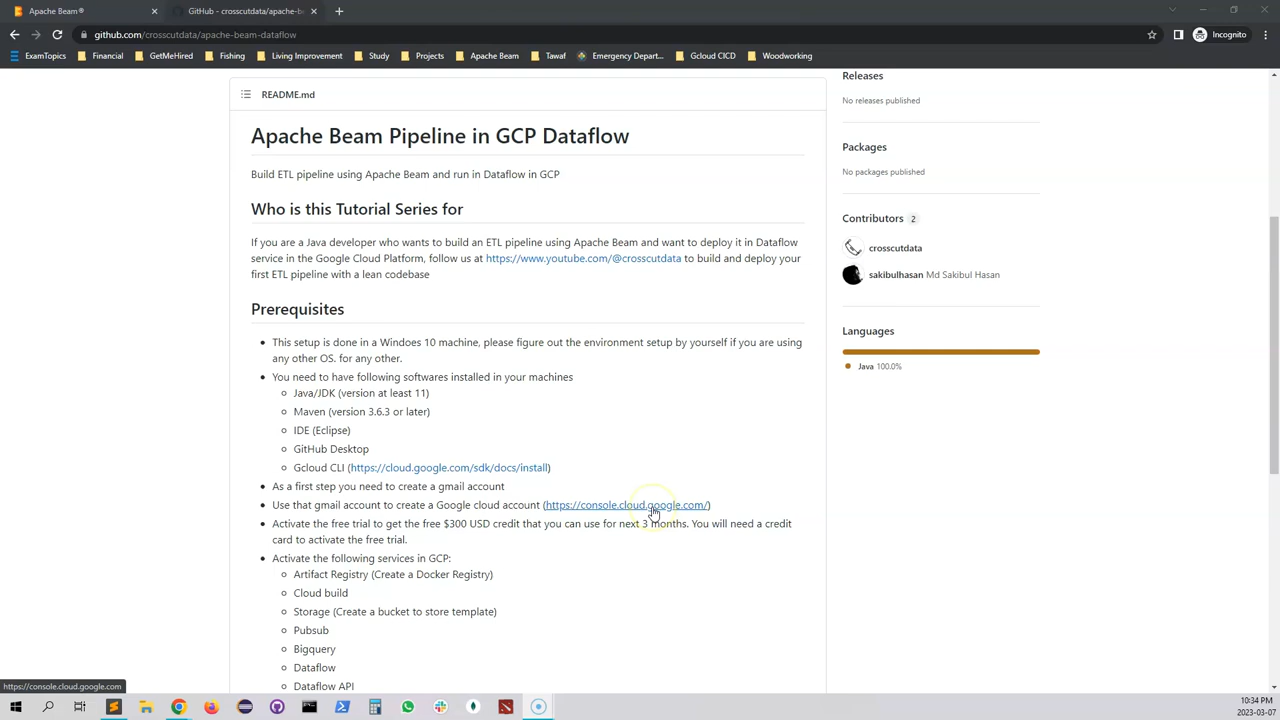 Apache Beam®
GitHub - crosscutdata/apache-be
github.com/crosscutdata/apache-beam-dataflow
Incognito
ExamTopics
Financial
GetMeHired
Fishing
Living Improvement
Study
Projects
Apache Beam
Tawaf
Emergency Depart...
Gcloud CICD
Woodworking
README.md
Apache Beam Pipeline in GCP Dataflow
Build ETL pipeline using Apache Beam and run in Dataflow in GCP
Who is this Tutorial Series for
If you are a Java developer who wants to build an ETL pipeline using Apache Beam and want to deploy it in Dataflow
service in the Google Cloud Platform, follow us at https://www.youtube.com/@crosscutdata to build and deploy your
first ETL pipeline with a lean codebase
Prerequisites
This setup is done in a Windoes 10 machine, please figure out the environment setup by yourself if you are using
any other OS. for any other.
You need to have following softwares installed in your machines
Java/JDK (version at least 11)
Maven (version 3.6.3 or later)
IDE (Eclipse)
GitHub Desktop
Gcloud CLI (https://cloud.google.com/sdk/docs/install)
As a first step you need to create a gmail account
Use that gmail account to create a Google cloud account (https://console.cloud.google.com/)
Activate the free trial to get the free $300 USD credit that you can use for next 3 months. You will need a credit
card to activate the free trial.
Activate the following services in GCP:
Artifact Registry (Create a Docker Registry)
Cloud build
Storage (Create a bucket to store template)
Pubsub
Bigquery
Dataflow
Dataflow API
Releases
No releases published
Packages
No packages published
Contributors 2
crosscutdata
sakibulhasan Md Sakibul Hasan
Languages
Java 100.0%
https://console.cloud.google.com
10:34 PM
2023-03-07